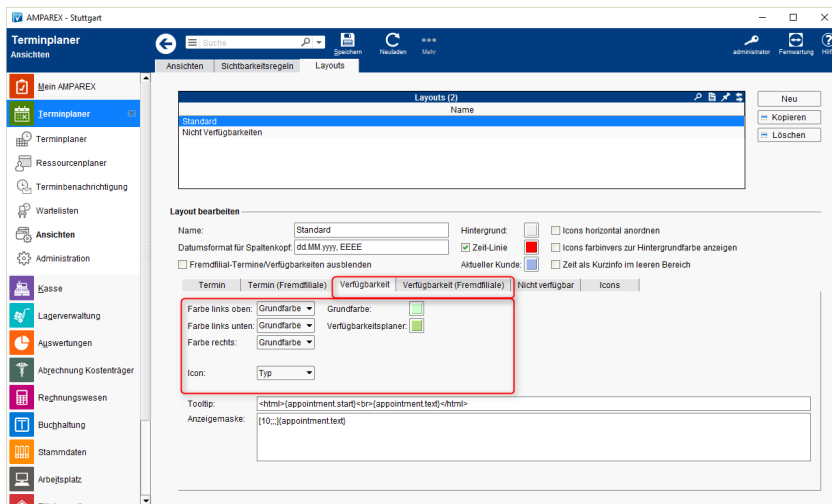 AMPAREX - Stuttgart
Terminplaner
Ansichten
Suche
Speichern
Neuladen
Mehr
administrator
Fernwartung
Hilf
Ansichten
Sichtbarkeitsregeln
Layouts
Mein AMPAREX
Terminplaner
Terminplaner
Ressourcenplaner
Terminbenachrichtigung
Wartelisten
Ansichten
Administration
Kasse
Lagerverwaltung
Auswertungen
Abrechnung Kostenträger
Rechnungswesen
Buchhaltung
Stammdaten
Arbeitsplatz
Layouts (2)
Name
Standard
Nicht Verfügbarkeiten
Neu
Kopieren
Löschen
Layout bearbeiten
Name: Standard Hintergrund: Icons horizontal anordnen
Datumsformat für Spaltenkopf: dd.MM.yyyy, EEEE Zeit-Linie Icons farbinvers zur Hintergrundfarbe anzeigen
Fremdfilial-Termine/Verfügbarkeiten ausblenden Aktueller Kunde: Zeit als Kurzinfo im leeren Bereich
Termin Termin (Fremdfiliale) Verfügbarkeit Verfügbarkeit (Fremdfiliale) Nicht verfügbar Icons
Farbe links oben: Grundfarbe Grundfarbe:
Farbe links unten: Grundfarbe Verfügbarkeitsplaner:
Farbe rechts: Grundfarbe
Icon: Typ
Tooltip: <html>{appointment.start}<br>{appointment.text}</html>
Anzeigemaske: [10;;;]{appointment.text}